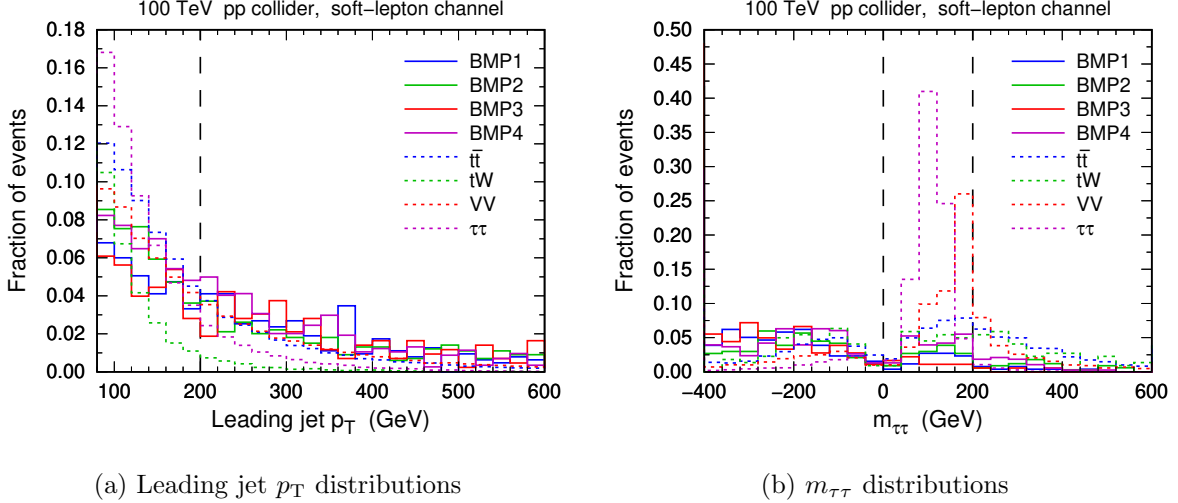 100 TeV pp collider, soft-lepton channel
0.18
0.16
0.14
0.12
0.10
0.08
0.06
0.04
0.02
0.00
Fraction of events
BMP1
BMP2
BMP3
BMP4
tt̄
tW
VV
ττ
100 200 300 400 500 600
Leading jet p_T (GeV)
(a) Leading jet p_T distributions
100 TeV pp collider, soft-lepton channel
0.50
0.45
0.40
0.35
0.30
0.25
0.20
0.15
0.10
0.05
0.00
Fraction of events
BMP1
BMP2
BMP3
BMP4
tt̄
tW
VV
ττ
−400 −200 0 200 400 600
m_ττ (GeV)
(b) m_ττ distributions